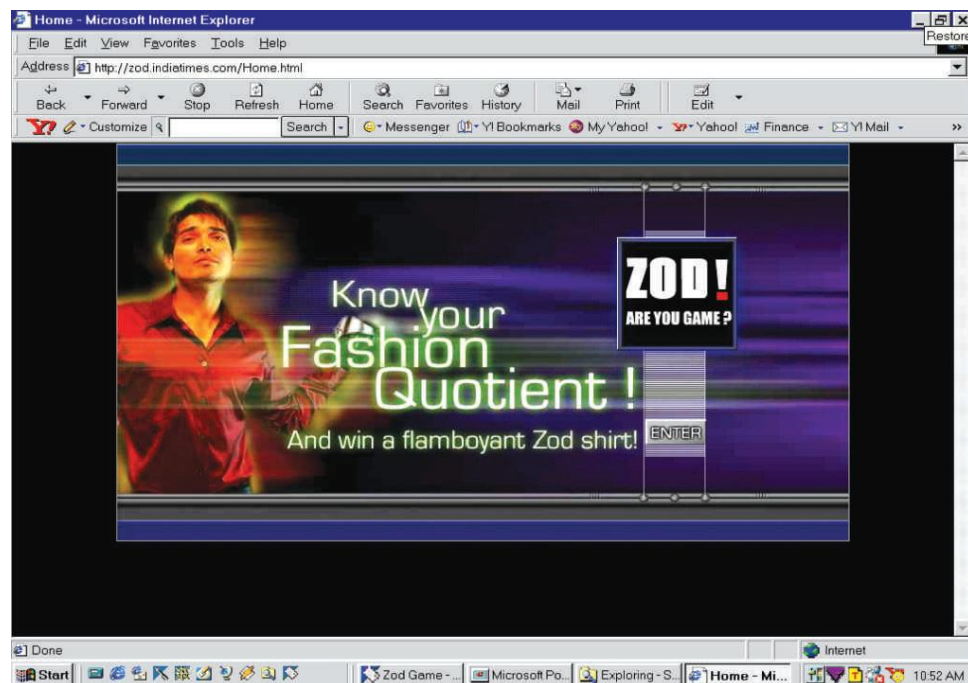 Home - Microsoft Internet Explorer
Restore
File Edit View Favorites Tools Help
Address http://zod.indiatimes.com/Home.html
Back Forward Stop Refresh Home Search Favorites History Mail Print Edit
Y! Customize Search Messenger Y! Bookmarks My Yahoo! Yahoo! Finance Y! Mail »
Know
your
Fashion
Quotient !
And win a flamboyant Zod shirt!
ZOD!
ARE YOU GAME?
ENTER
Done Internet
Start Zod Game - ... Microsoft Po... Exploring - S... Home - Mi... 10:52 AM